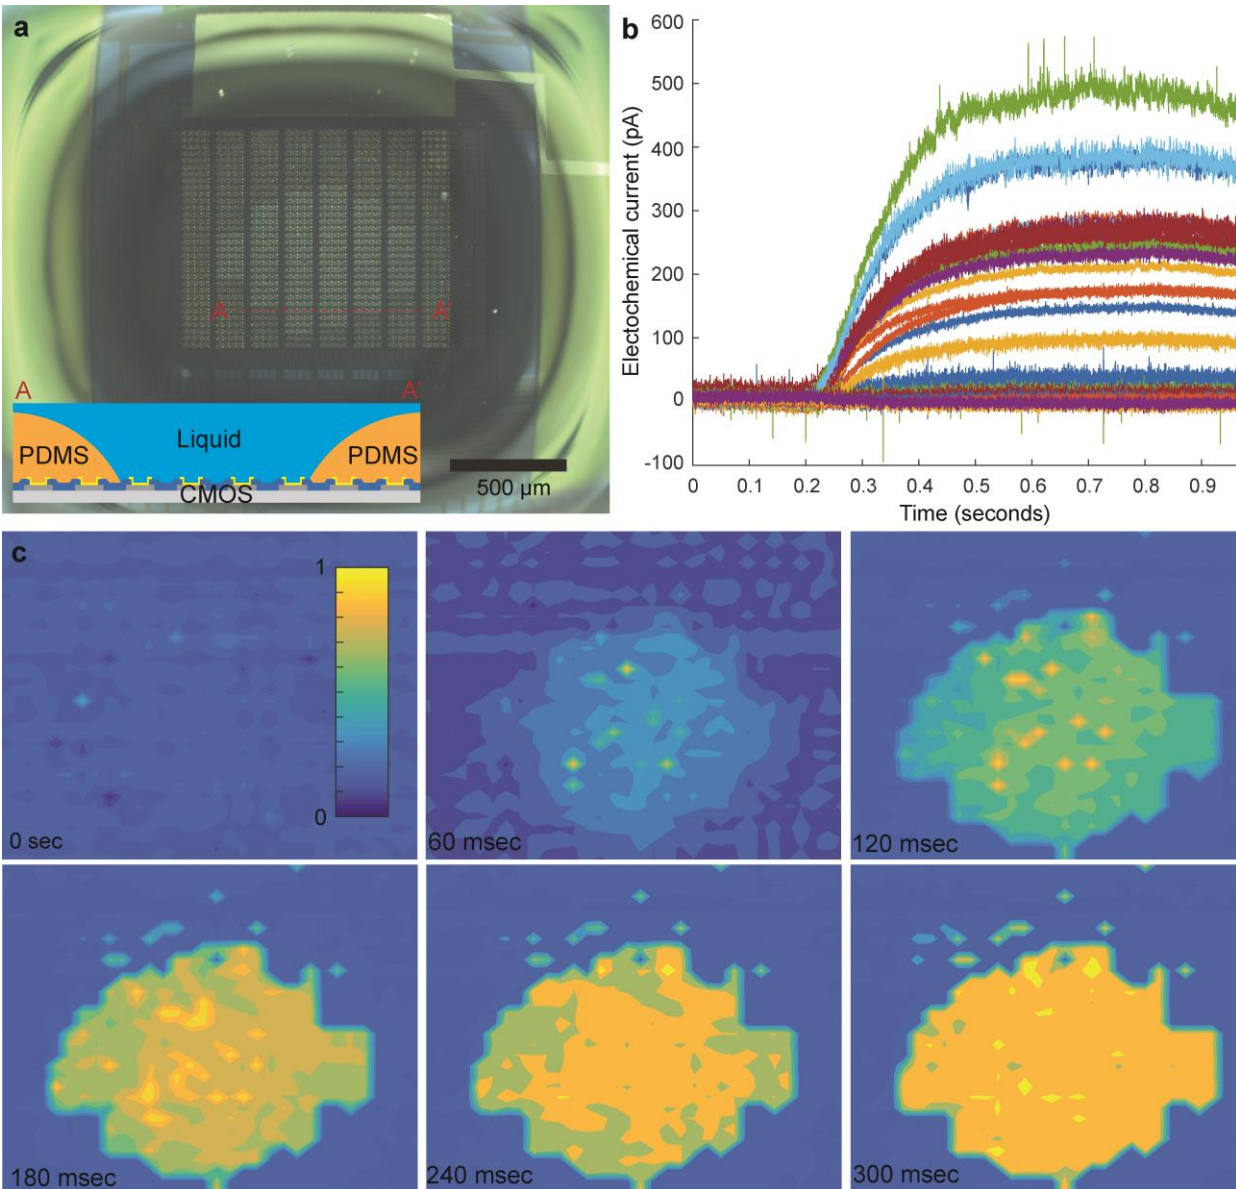 a
A
A'
A
A'
Liquid
PDMS
PDMS
CMOS
500 µm
b
600
500
400
300
200
100
0
-100
Electochemical current (pA)
0 0.1 0.2 0.3 0.4 0.5 0.6 0.7 0.8 0.9
Time (seconds)
c
1
0
0 sec
60 msec
120 msec
180 msec
240 msec
300 msec